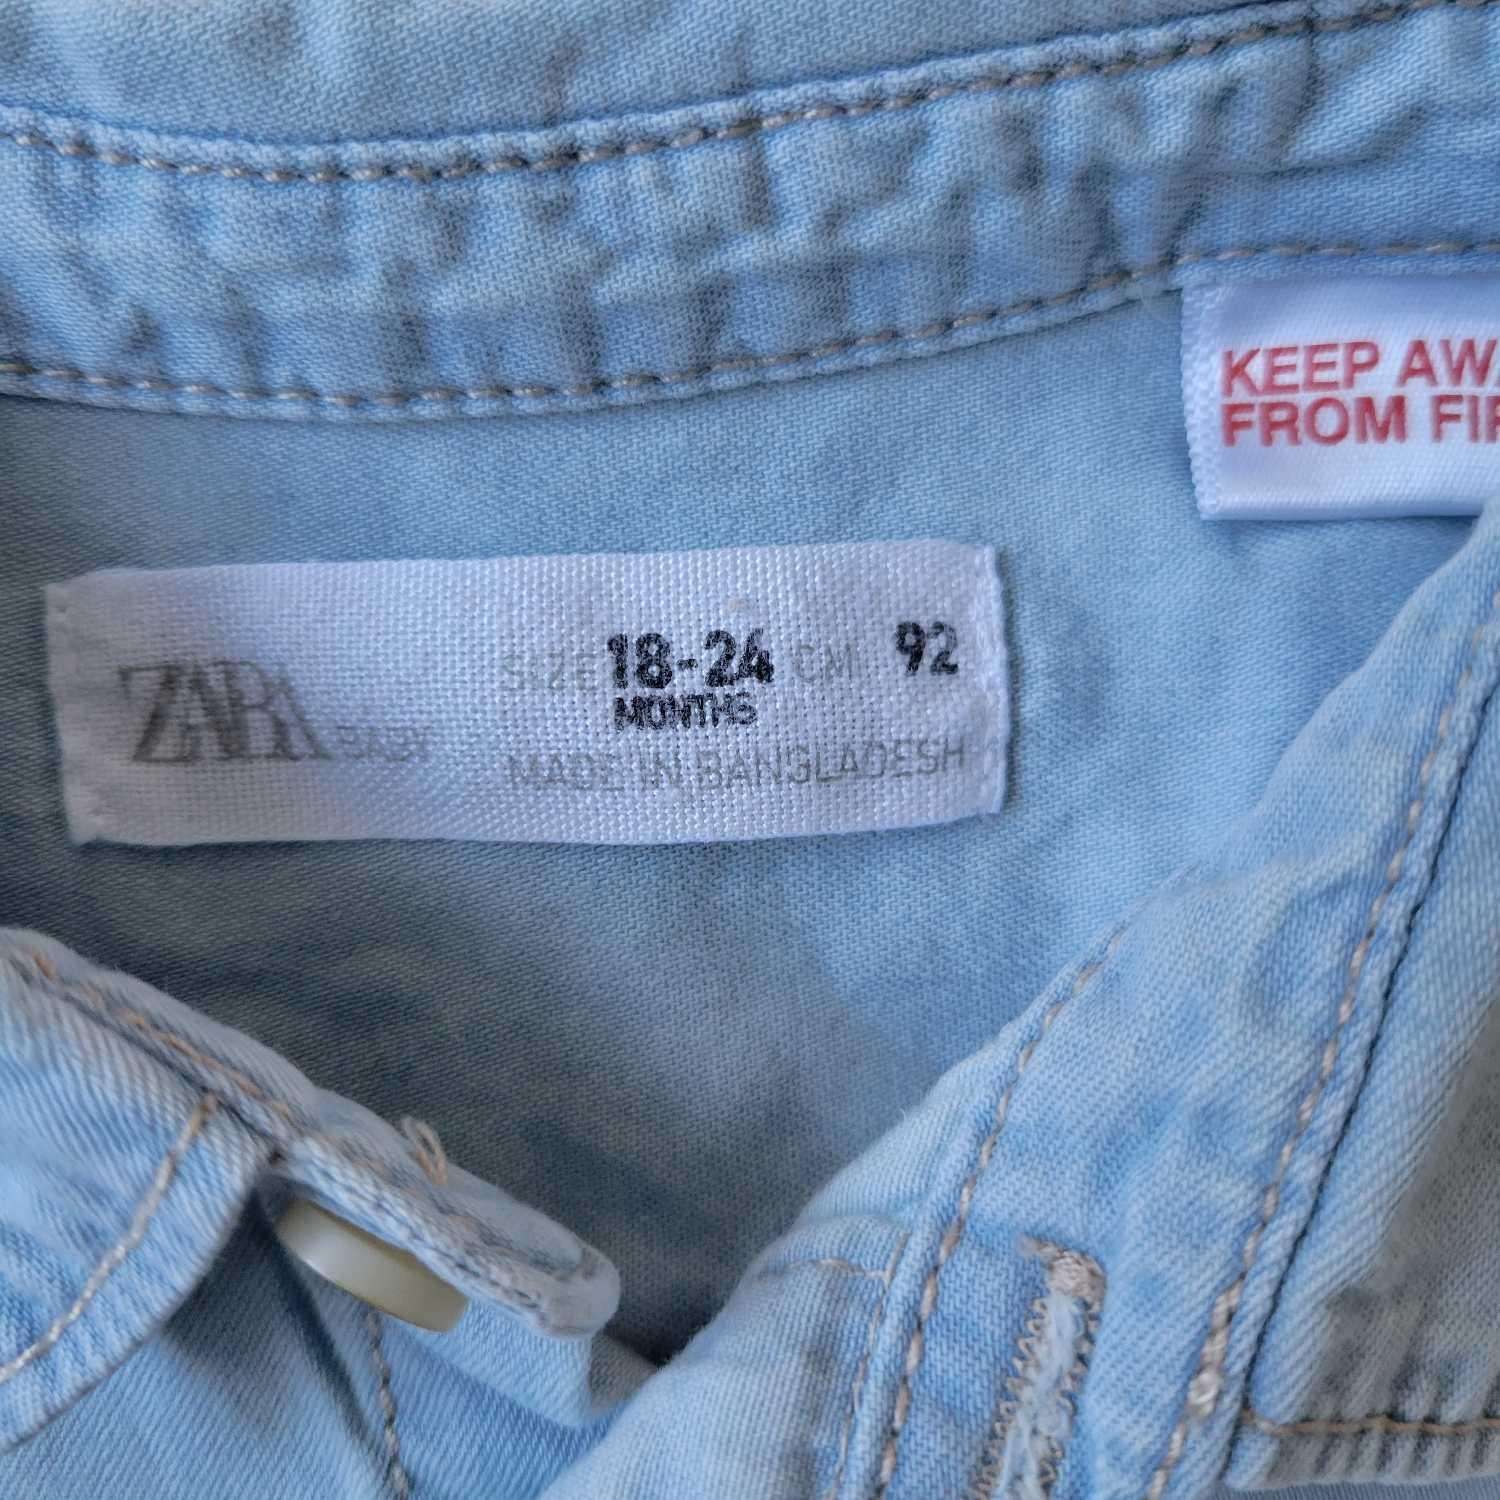 KEEP AWA
FROM FIR
ZARA BABY
SIZE 18-24 CM 92
MONTHS
MADE IN BANGLADESH